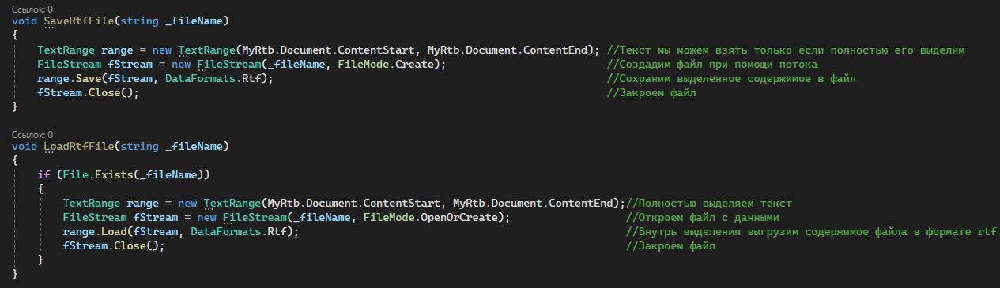 Ссылок: 0
void SaveRtfFile(string _fileName)
{
    TextRange range = new TextRange(MyRtb.Document.ContentStart, MyRtb.Document.ContentEnd); //Текст мы можем взять только если полностью его выделим
    FileStream fStream = new FileStream(_fileName, FileMode.Create);                         //Создадим файл при помощи потока
    range.Save(fStream, DataFormats.Rtf);                                                    //Сохраним выделенное содержимое в файл
    fStream.Close();                                                                         //Закроем файл
}
Ссылок: 0
void LoadRtfFile(string _fileName)
{
    if (File.Exists(_fileName))
    {
        TextRange range = new TextRange(MyRtb.Document.ContentStart, MyRtb.Document.ContentEnd);//Полностью выделяем текст
        FileStream fStream = new FileStream(_fileName, FileMode.OpenOrCreate);                  //Откроем файл с данными
        range.Load(fStream, DataFormats.Rtf);                                                   //Внутрь выделения выгрузим содержимое файла в формате rtf
        fStream.Close();                                                                        //Закроем файл
    }
}